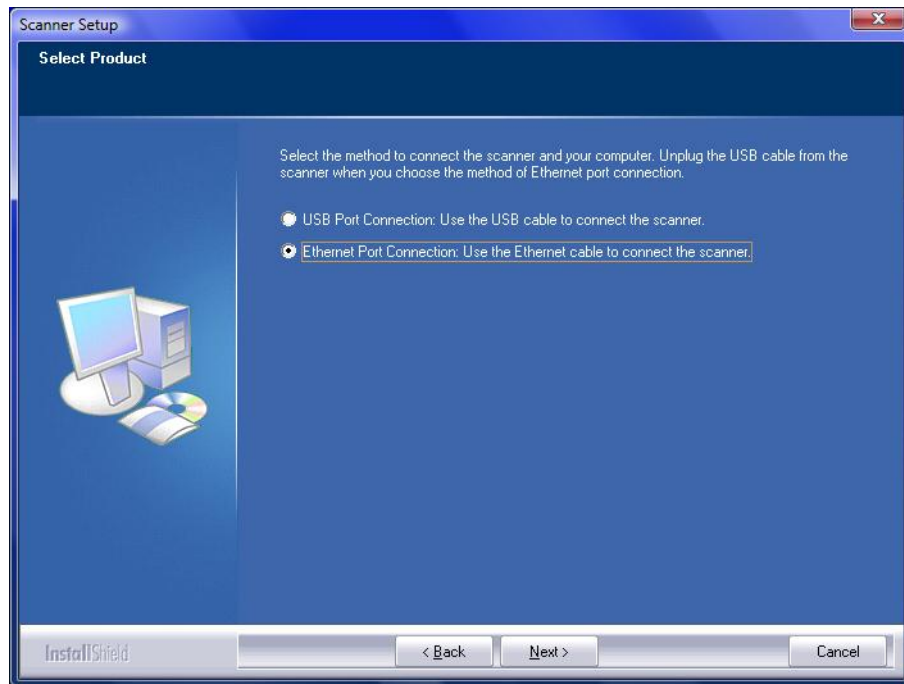 Scanner Setup
Select Product
Select the method to connect the scanner and your computer. Unplug the USB cable from the
scanner when you choose the method of Ethernet port connection.
USB Port Connection: Use the USB cable to connect the scanner.
Ethernet Port Connection: Use the Ethernet cable to connect the scanner.
InstallShield
< Back Next > Cancel